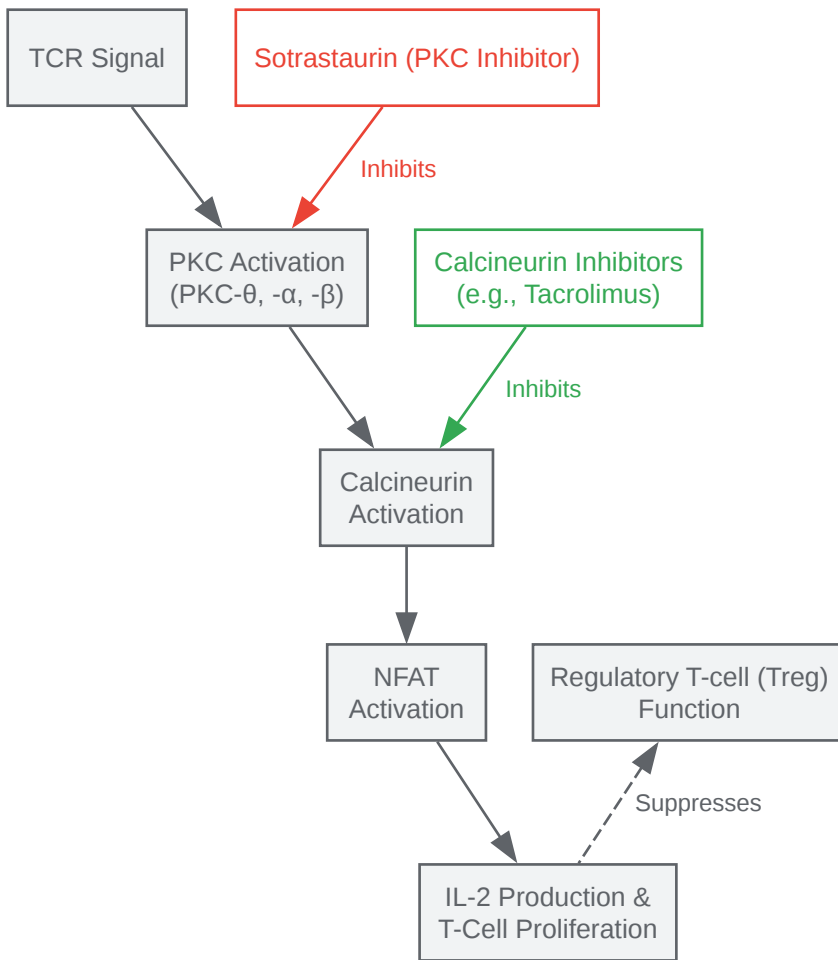 TCR Signal
Sotrastaurin (PKC Inhibitor)
Inhibits
PKC Activation
(PKC-θ, -α, -β)
Calcineurin Inhibitors
(e.g., Tacrolimus)
Inhibits
Calcineurin
Activation
NFAT
Activation
Regulatory T-cell (Treg)
Function
Suppresses
IL-2 Production &
T-Cell Proliferation